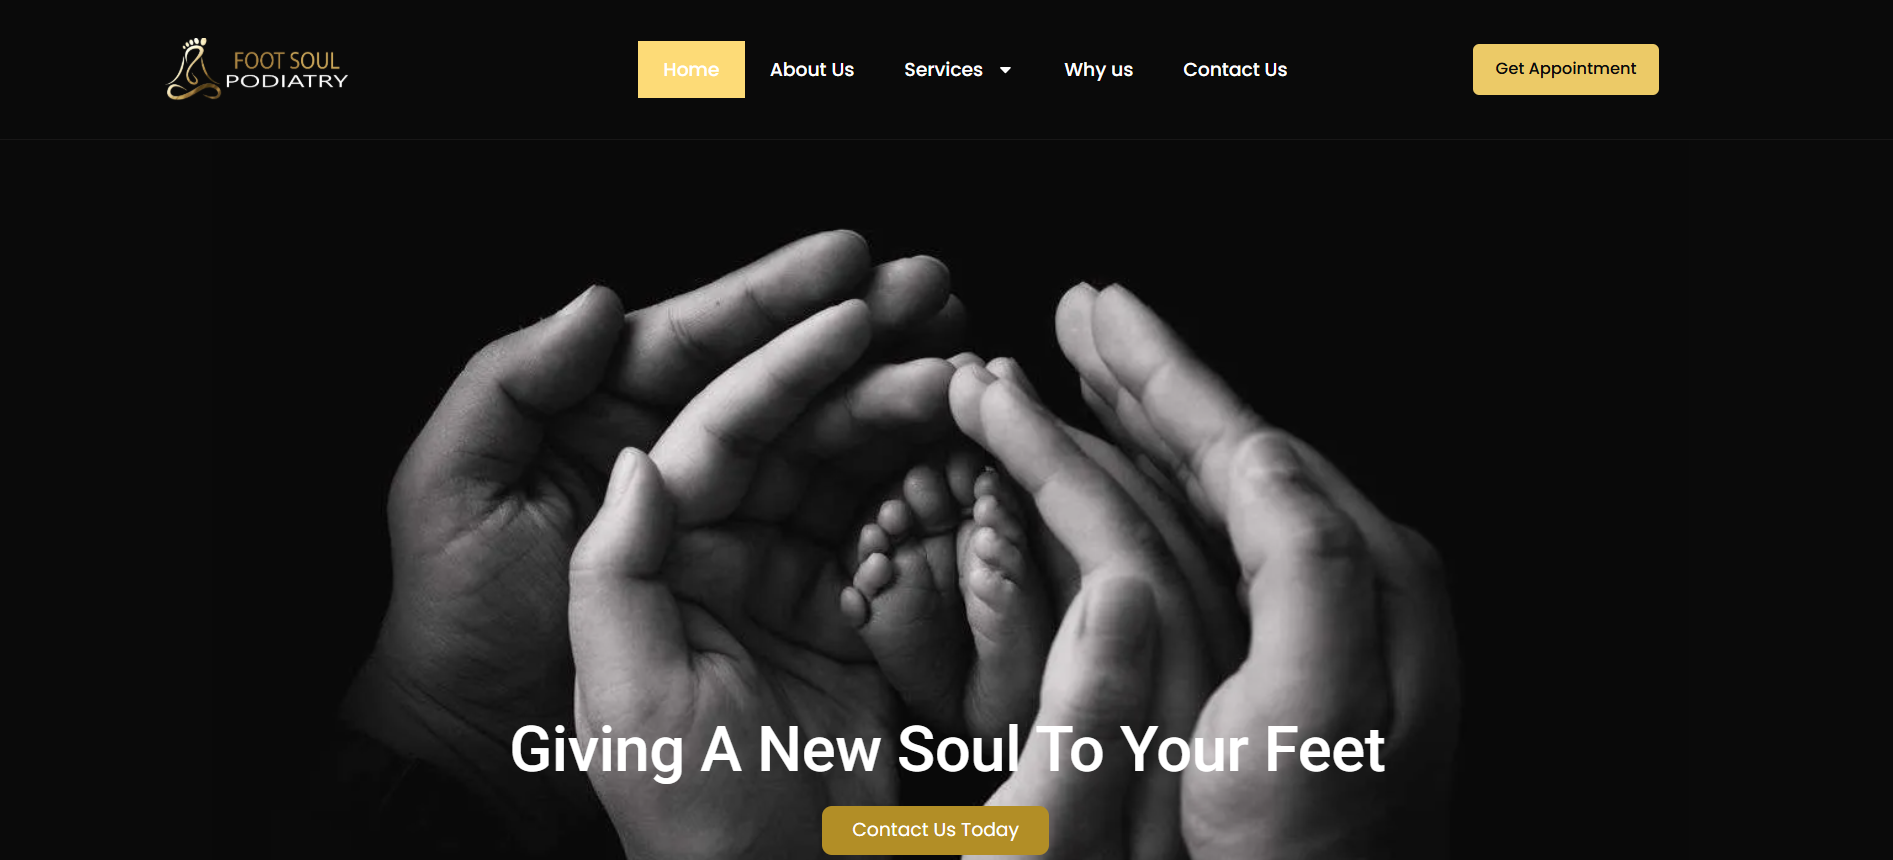 FOOT SOUL
PODIATRY
Home
About Us
Services
Why us
Contact Us
Get Appointment
Giving A New Soul To Your Feet
Contact Us Today